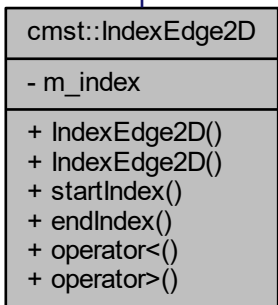 cmst::IndexEdge2D
- m_index
+ IndexEdge2D()
+ IndexEdge2D()
+ startIndex()
+ endIndex()
+ operator<()
+ operator>()